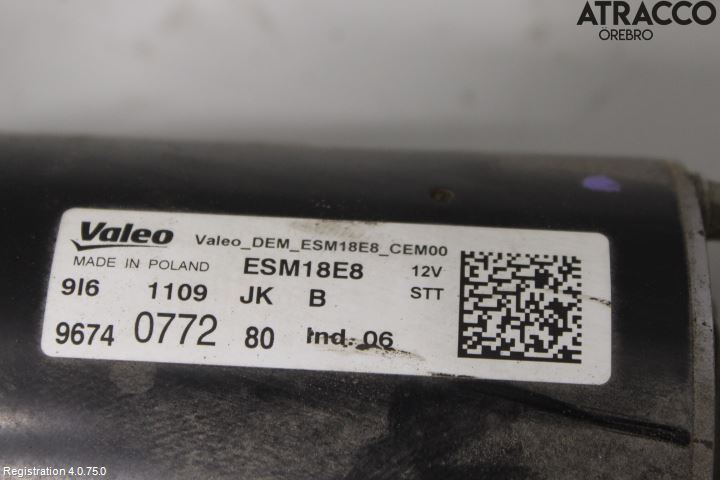 ATRACCO
ÖREBRO
Valeo Valeo_DEM_ESM18E8_CEM00
MADE IN POLAND ESM18E8 12V
9I6 1109 JK B STT
9674 0772 80 Ind. 06
Registration 4.0.75.0